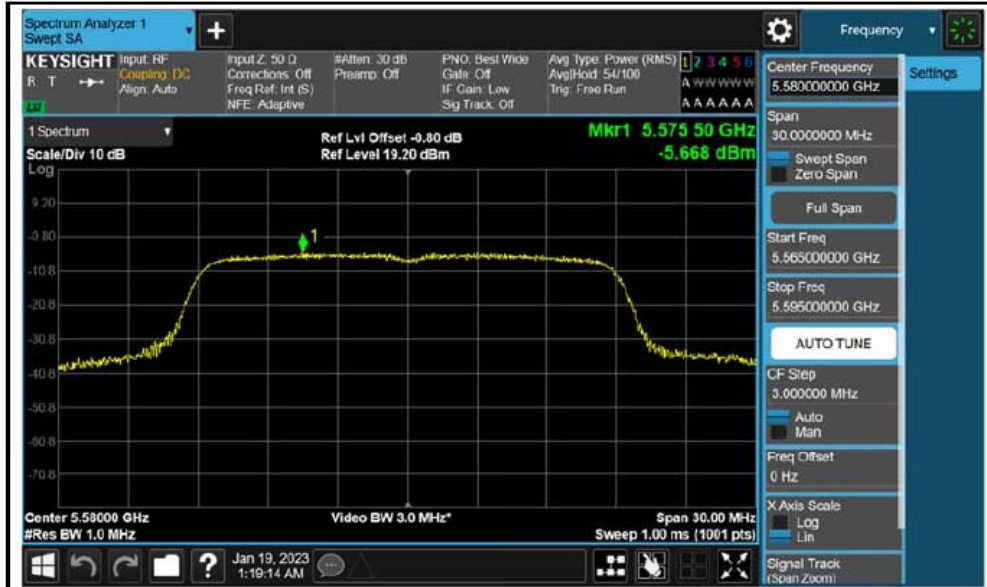 Spectrum Analyzer 1
Swept SA
+
Frequency
KEYSIGHT
R T
LXI
Input: RF
Coupling: DC
Align: Auto
Input Z: 50 Ω
Corrections: Off
Freq Ref: Int (S)
NFE: Adaptive
#Atten: 30 dB
Preamp: Off
PNO: Best Wide
Gate: Off
IF Gain: Low
Sig Track: Off
Avg Type: Power (RMS)
Avg|Hold: 54/100
Trig: Free Run
1 2 3 4 5 6
A W W W W W
A A A A A A
1 Spectrum
Scale/Div 10 dB
Log
Ref Lvl Offset -0.80 dB
Ref Level 19.20 dBm
Mkr1 5.575 50 GHz
-5.668 dBm
9.20
-0.80
-10.8
-20.8
-30.8
-40.8
-50.8
-60.8
-70.8
1
Center 5.58000 GHz
#Res BW 1.0 MHz
Video BW 3.0 MHz*
Span 30.00 MHz
Sweep 1.00 ms (1001 pts)
Center Frequency
5.580000000 GHz
Settings
Span
30.0000000 MHz
Swept Span
Zero Span
Full Span
Start Freq
5.565000000 GHz
Stop Freq
5.595000000 GHz
AUTO TUNE
CF Step
3.000000 MHz
Auto
Man
Freq Offset
0 Hz
X Axis Scale
Log
Lin
Signal Track
(Span Zoom)
?
Jan 19, 2023
1:19:14 AM